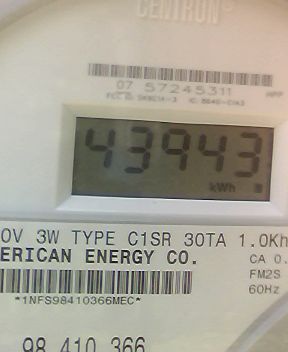 CENTRON®
07 57245311
43943
kWh
0V 3W TYPE C1SR 30TA 1.0Kh
ERICAN ENERGY CO.
CA 0.
FM2S
60Hz
*1NFS98410366MEC*
98 410 366